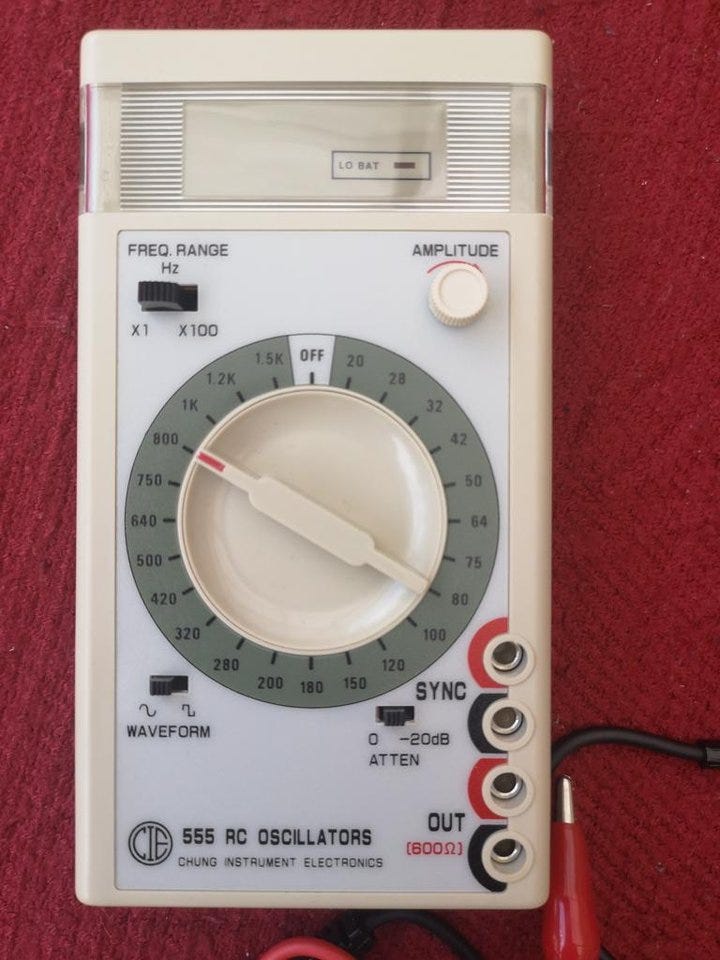 LO BAT
FREQ. RANGE
Hz
X1 X100
AMPLITUDE
OFF
20
28
32
42
50
64
75
80
100
120
150
180
200
280
320
420
500
640
750
800
1K
1.2K
1.5K
SYNC
WAVEFORM
0 -20dB
ATTEN
OUT
(600Ω)
CIE
555 RC OSCILLATORS
CHUNG INSTRUMENT ELECTRONICS